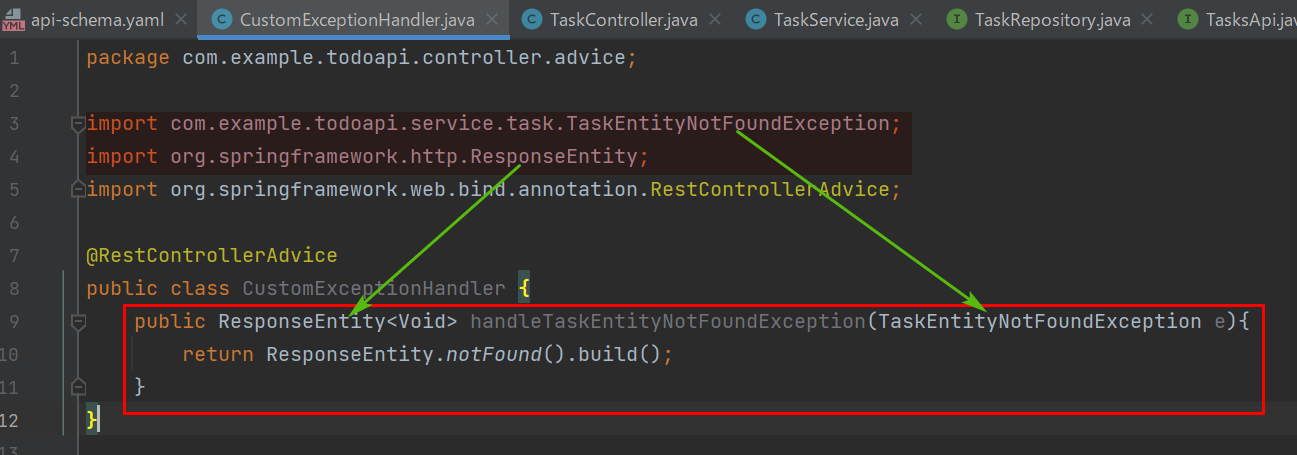 YML api-schema.yaml × C CustomExceptionHandler.java × C TaskController.java × C TaskService.java × I TaskRepository.java × I TasksApi.jav
1 package com.example.todoapi.controller.advice;
2
3 import com.example.todoapi.service.task.TaskEntityNotFoundException;
4 import org.springframework.http.ResponseEntity;
5 import org.springframework.web.bind.annotation.RestControllerAdvice;
6
7 @RestControllerAdvice
8 public class CustomExceptionHandler {
9 public ResponseEntity<Void> handleTaskEntityNotFoundException(TaskEntityNotFoundException e){
10 return ResponseEntity.notFound().build();
11 }
12 }
13